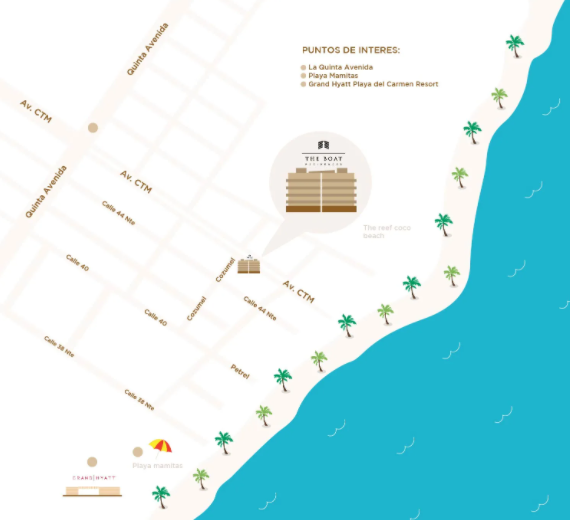 PUNTOS DE INTERES:
La Quinta Avenida
Playa Mamitas
Grand Hyatt Playa del Carmen Resort
Quinta Avenida
Av. CTM
THE BOAT
Av. CTM
Quinta Avenida
Calle 44 Nte
The reef coco
beach
Calle 40
Cozumel
Av. CTM
Cozumel
Calle 44 Nte
Calle 40
Calle 38 Nte
Petrel
Calle 38 Nte
Playa mamitas
GRAND HYATT